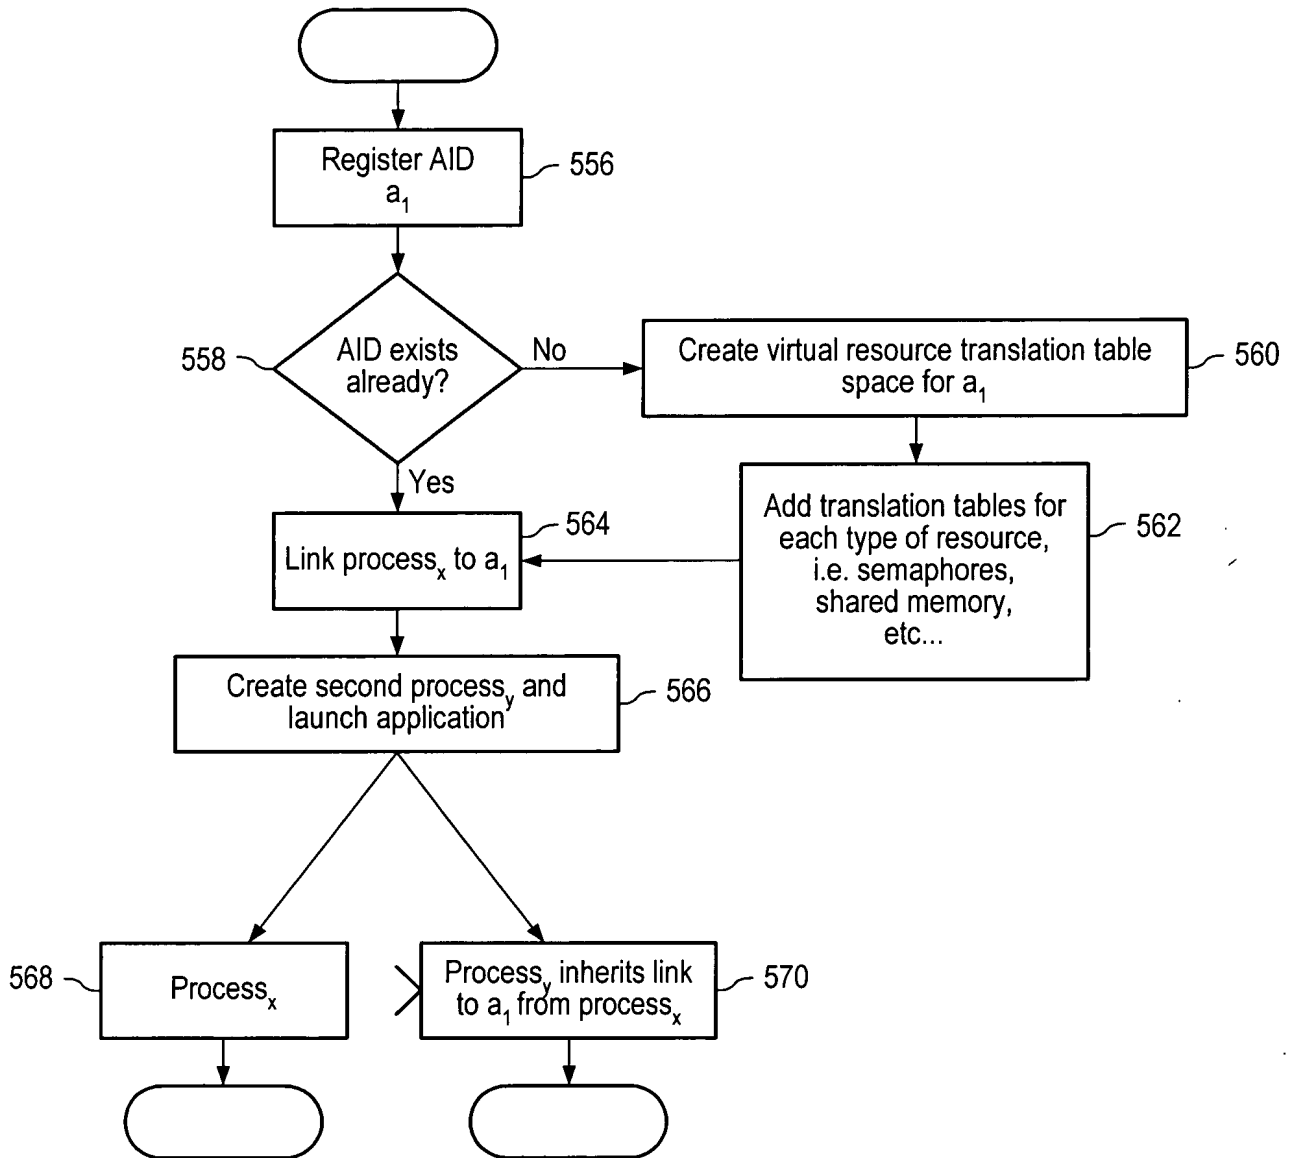 Register AID
a₁
556
AID exists
already?
558
No
Yes
Create virtual resource translation table
space for a₁
560
Add translation tables for
each type of resource,
i.e. semaphores,
shared memory,
etc...
562
Link processₓ to a₁
564
Create second processᵧ and
launch application
566
Processₓ
568
Processᵧ inherits link
to a₁ from processₓ
570